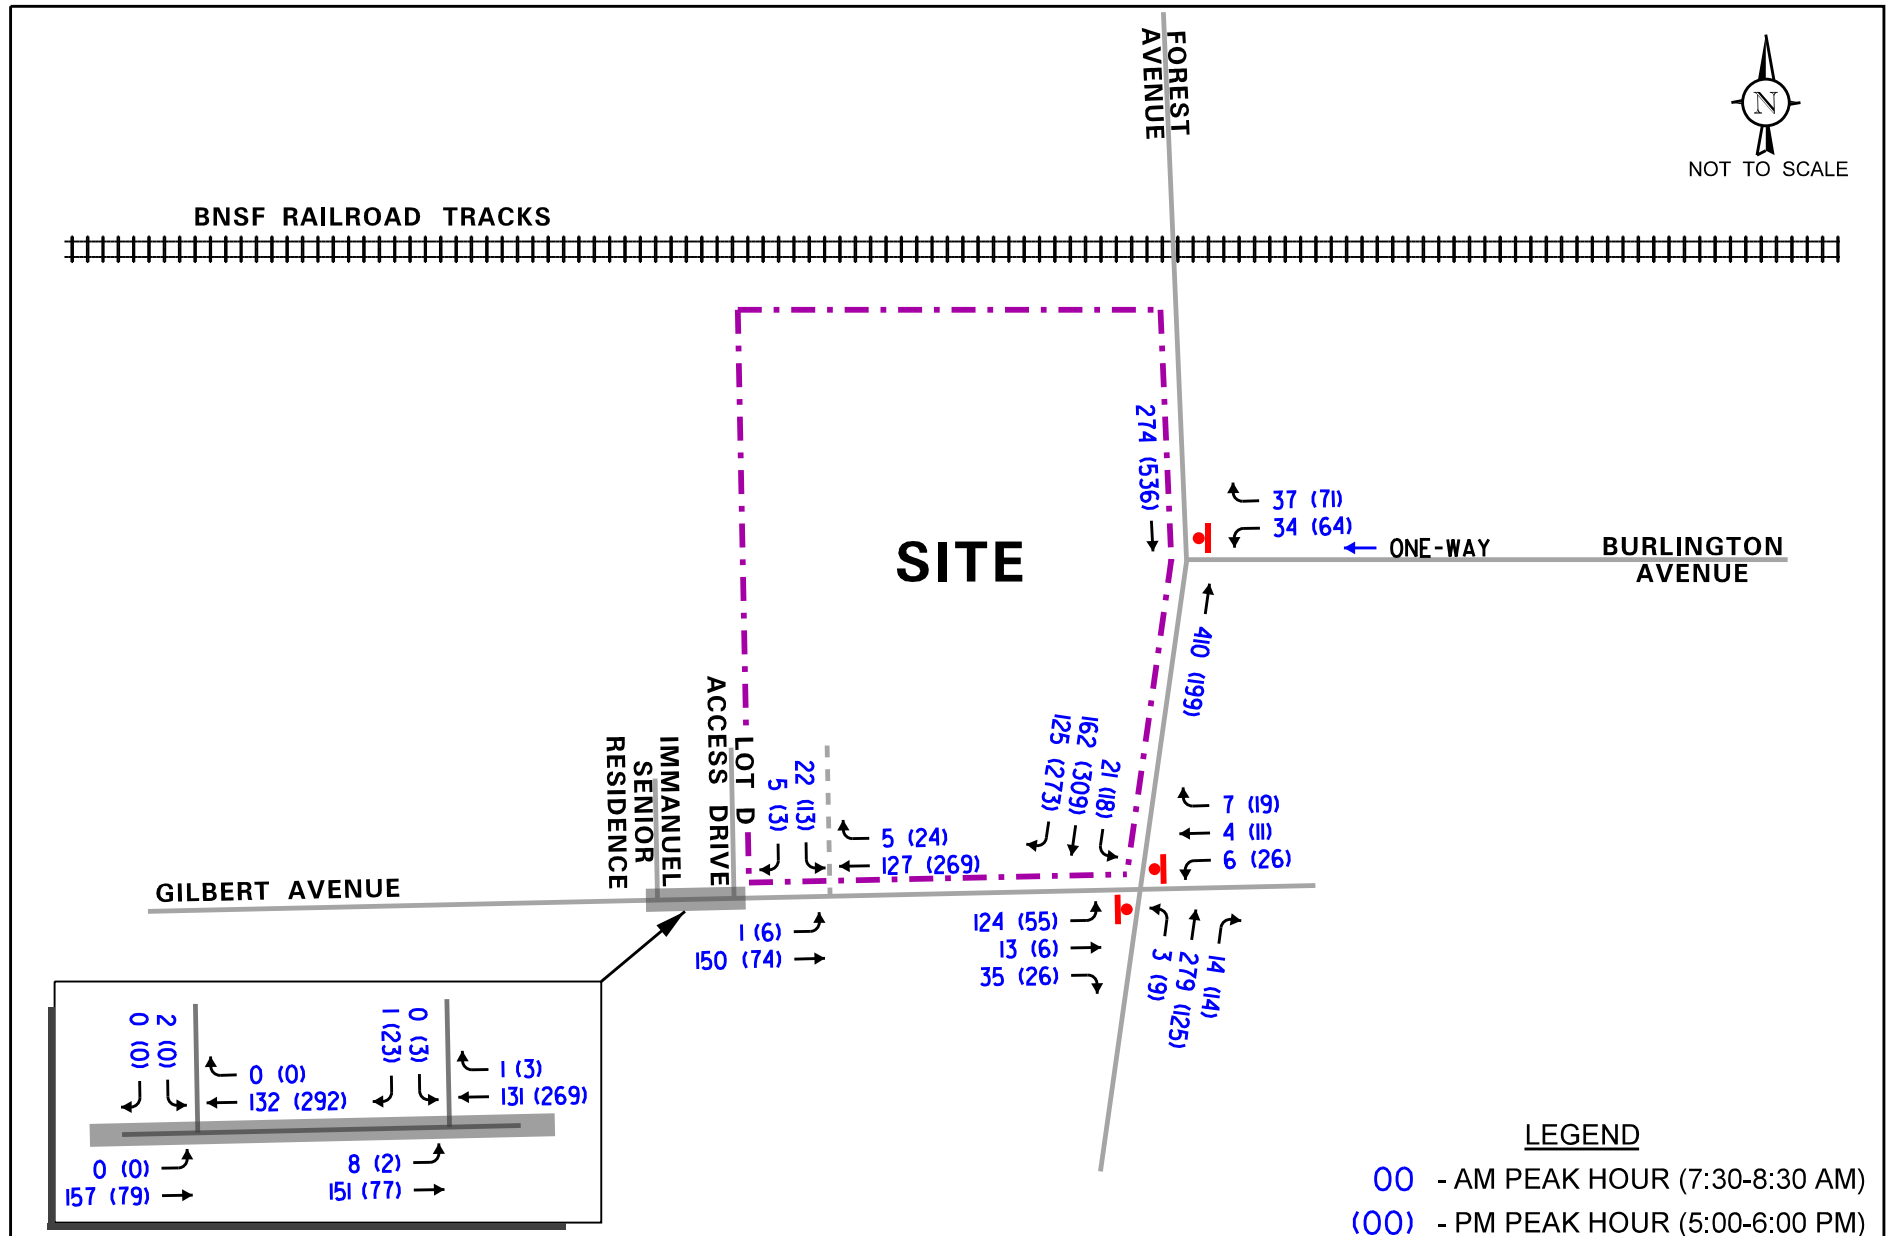 FOREST
AVENUE
N
NOT TO SCALE
BNSF RAILROAD TRACKS
274 (536)
37 (71)
34 (64)
ONE-WAY
BURLINGTON
AVENUE
SITE
410 (199)
RESIDENCE
SENIOR
IMMANUEL
ACCESS DRIVE
LOT D
5 (3)
22 (13)
125 (273)
162 (309)
21 (18)
5 (24)
127 (269)
7 (19)
4 (11)
6 (26)
GILBERT AVENUE
1 (6)
150 (74)
124 (55)
13 (6)
35 (26)
3 (9)
279 (125)
14 (14)
0 (0)
2 (0)
0 (0)
132 (292)
1 (23)
0 (3)
1 (3)
131 (269)
0 (0)
157 (79)
8 (2)
151 (77)
LEGEND
00 - AM PEAK HOUR (7:30-8:30 AM)
(00) - PM PEAK HOUR (5:00-6:00 PM)